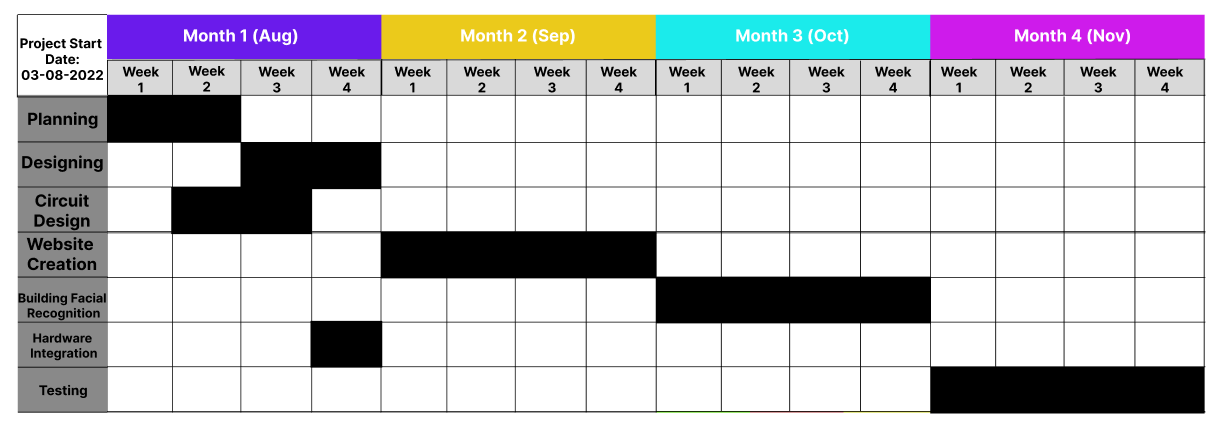 Project Start
Date:
03-08-2022
Month 1 (Aug)
Month 2 (Sep)
Month 3 (Oct)
Month 4 (Nov)
Week
1
Week
2
Week
3
Week
4
Week
1
Week
2
Week
3
Week
4
Week
1
Week
2
Week
3
Week
4
Week
1
Week
2
Week
3
Week
4
Planning
Designing
Circuit
Design
Website
Creation
Building Facial
Recognition
Hardware
Integration
Testing